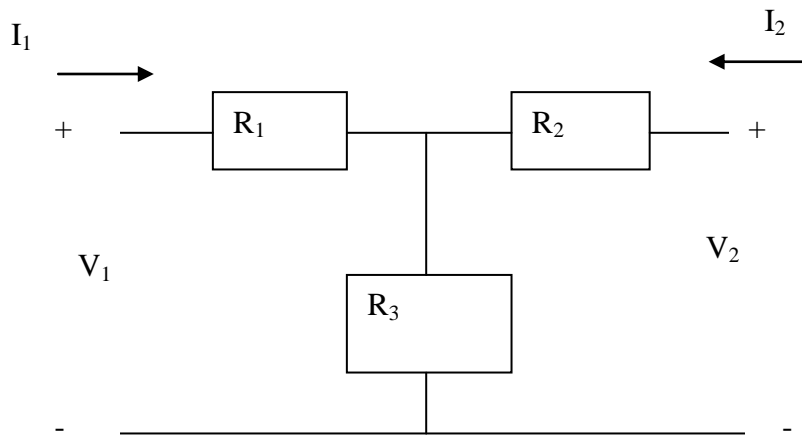 I₁ I₂
+ R₁ R₂ +
V₁ V₂
R₃
- -